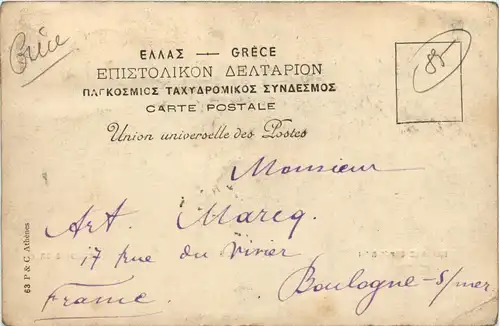 Grèce
ΕΛΛΑΣ — GRÈCE
ΕΠΙΣΤΟΛΙΚΟΝ ΔΕΛΤΑΡΙΟΝ
ΠΑΓΚΟΣΜΙΟΣ ΤΑΧΥΔΡΟΜΙΚΟΣ ΣΥΝΔΕΣΜΟΣ
CARTE POSTALE
Union universelle des Postes
Monsieur
Art. Marcq.
17 rue du Vivier
Boulogne-s/mer
France.
63 P & C Athènes